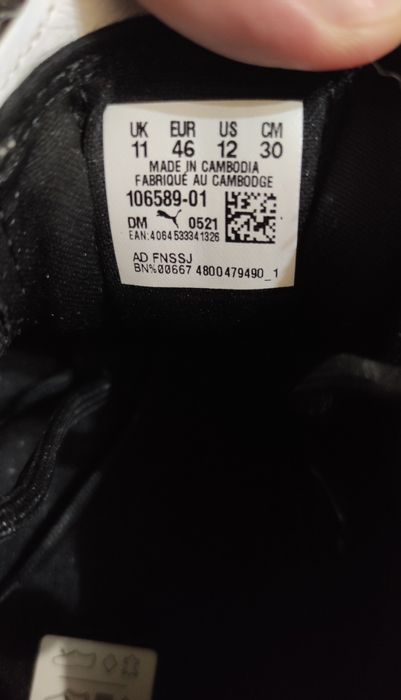 UK EUR US CM
11 46 12 30
MADE IN CAMBODIA
FABRIQUÉ AU CAMBODGE
106589-01
DM 0521
EAN:4064533341326
AD FNSSJ
BN%00667 4800479490_1